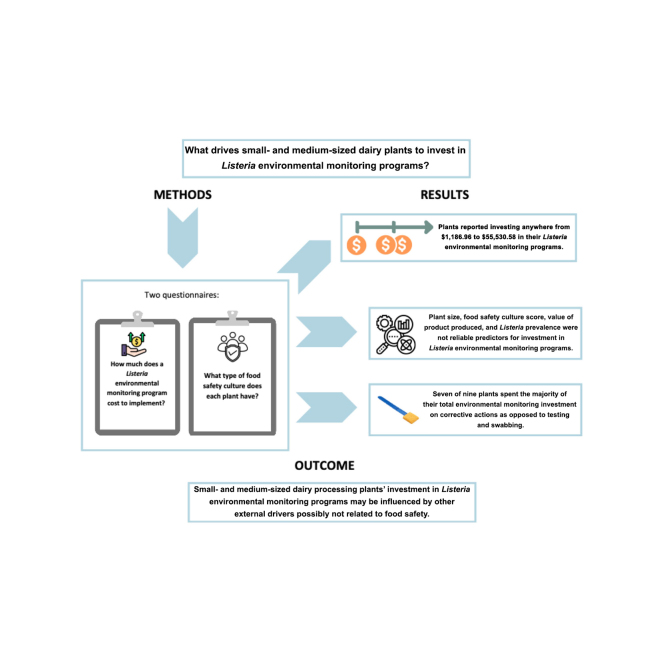 What drives small- and medium-sized dairy plants to invest in
Listeria environmental monitoring programs?
METHODS
RESULTS
Two questionnaires:
How much does a
Listeria
environmental
monitoring program
cost to implement?
What type of food
safety culture does
each plant have?
Plants reported investing anywhere from
$1,186.96 to $55,530.58 in their Listeria
environmental monitoring programs.
Plant size, food safety culture score, value of
product produced, and Listeria prevalence were
not reliable predictors for investment in
Listeria environmental monitoring programs.
Seven of nine plants spent the majority of
their total environmental monitoring investment
on corrective actions as opposed to testing
and swabbing.
OUTCOME
Small- and medium-sized dairy processing plants' investment in Listeria
environmental monitoring programs may be influenced by other
external drivers possibly not related to food safety.